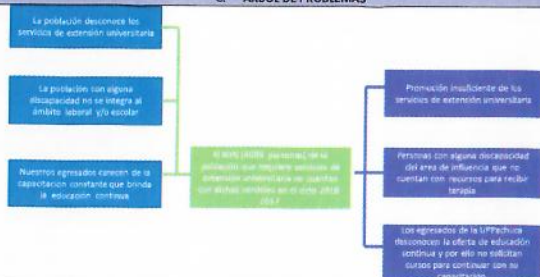 ÁRBOL DE PROBLEMAS
La población desconoce los
servicios de extensión universitaria
La población con alguna
discapacidad no se integra al
ámbito laboral y/o escolar
Nuestros egresados carecen de la
capacitación constante que brinda
la educación continua
población que requiere servicios de
extensión universitaria no cuentan
con dichos servicios en el
Promoción insuficiente de los
servicios de extensión universitaria
Personas con alguna discapacidad
del area de influencia que no
cuentan con recursos para recibir
terapia
Los egresados de la UPPachuca
desconocen la oferta de educación
continua y por ello no solicitan
cursos para continuar con su
capacitación